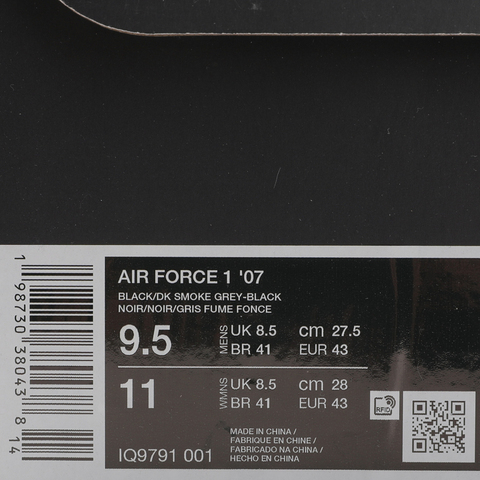 AIR FORCE 1 '07
BLACK/DK SMOKE GREY-BLACK
NOIR/NOIR/GRIS FUME FONCE
9.5 MENS UK 8.5 cm 27.5
BR 41 EUR 43
11 WMNS UK 8.5 cm 28
BR 41 EUR 43
RFID
MADE IN CHINA /
FABRIQUE EN CHINE /
FABRICADO NA CHINA /
HECHO EN CHINA
IQ9791 001
1 98730 38043 8 14